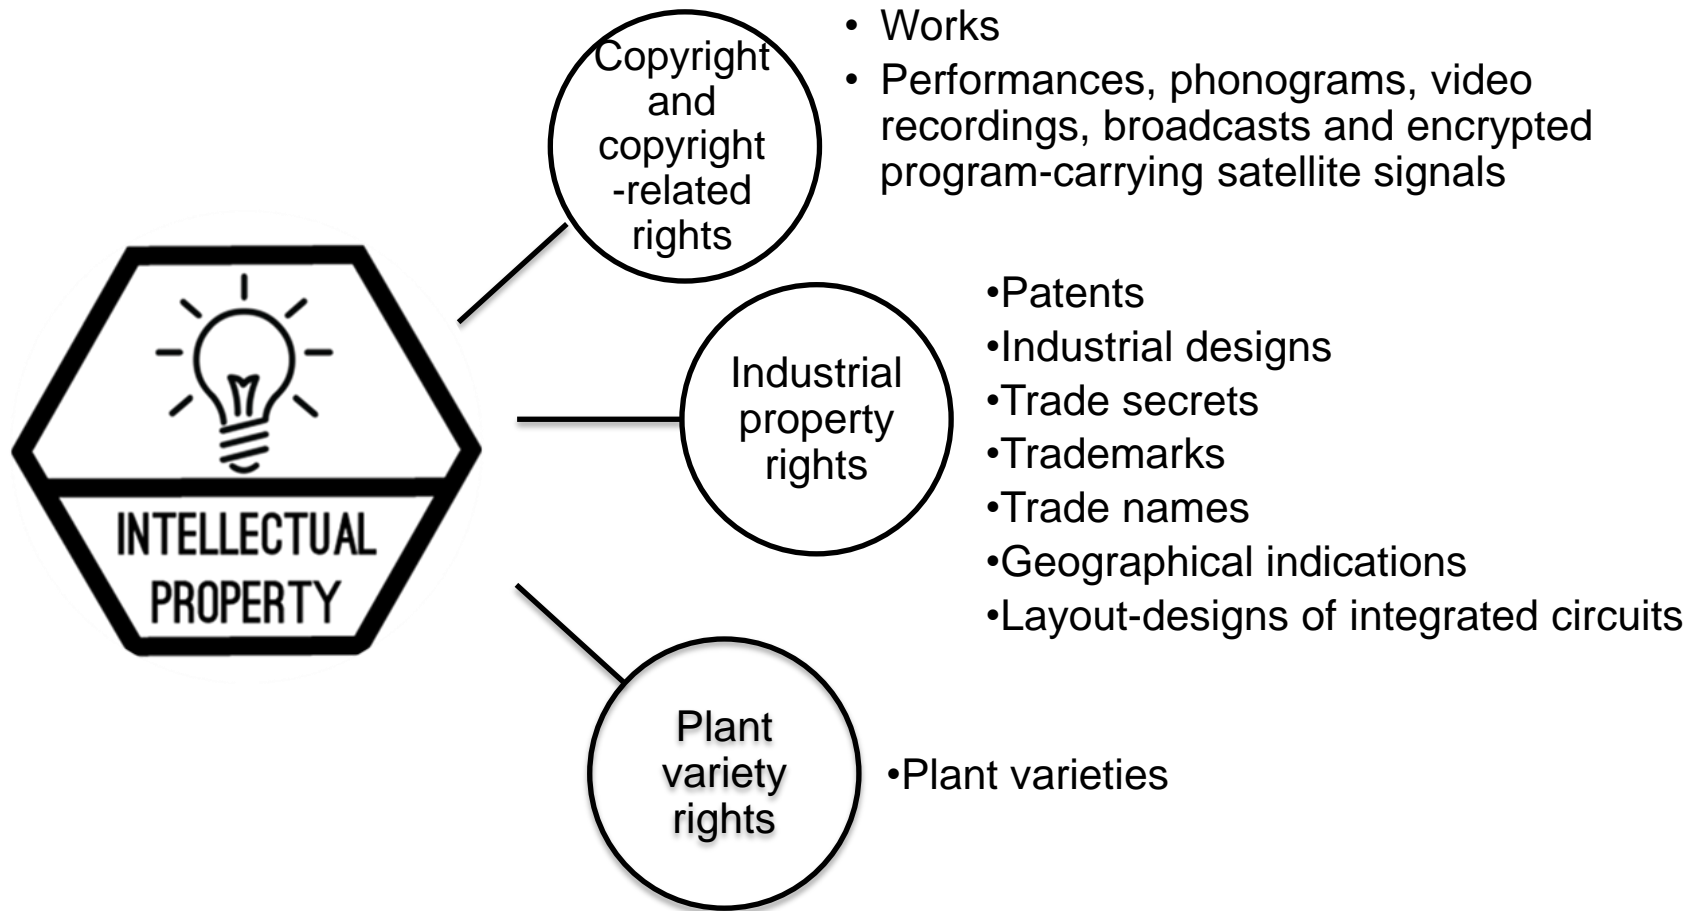 INTELLECTUAL
PROPERTY
Copyright
and
copyright
-related
rights
• Works
• Performances, phonograms, video
recordings, broadcasts and encrypted
program-carrying satellite signals
Industrial
property
rights
•Patents
•Industrial designs
•Trade secrets
•Trademarks
•Trade names
•Geographical indications
•Layout-designs of integrated circuits
Plant
variety
rights
•Plant varieties